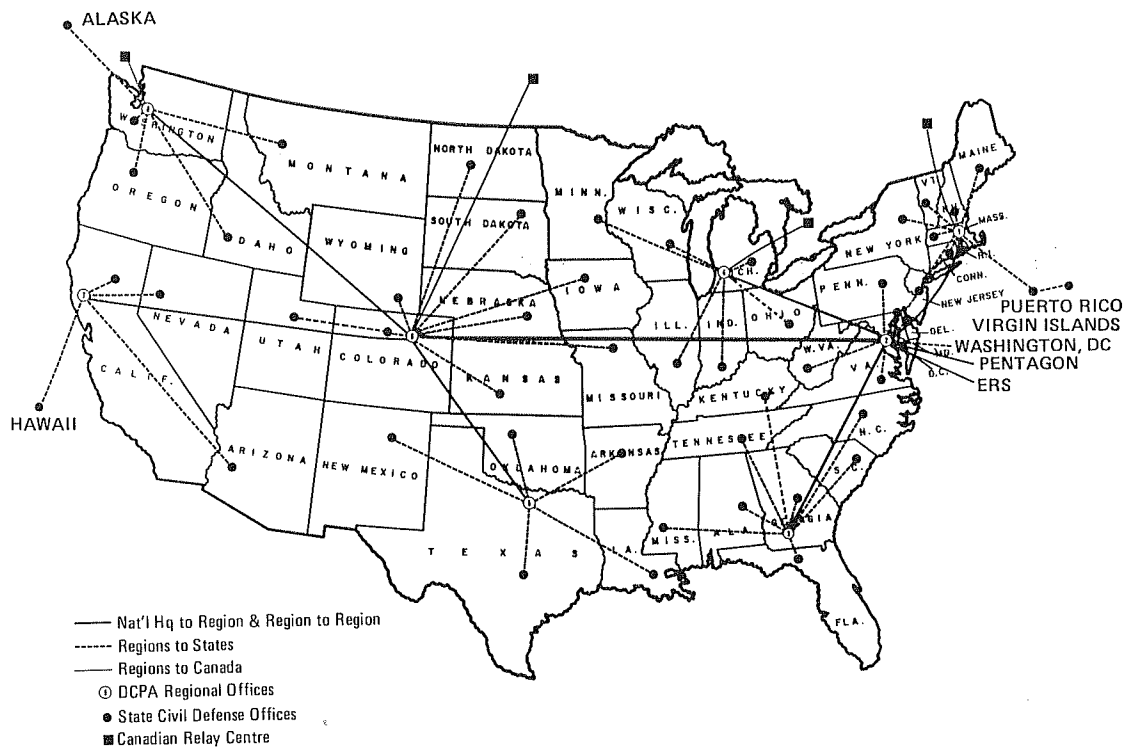 ALASKA
WASHINGTON
MONTANA
NORTH DAKOTA
MINN.
MAINE
VT.
OREGON
IDAHO
WYOMING
SOUTH DAKOTA
WISC.
MASS.
NEW YORK
R.I.
CONN.
NEBRASKA
IOWA
PENN.
NEW JERSEY
NEVADA
UTAH
COLORADO
ILL.
IND.
OHIO
DEL.
MD.
D.C.
PUERTO RICO
VIRGIN ISLANDS
WASHINGTON, DC
PENTAGON
ERS
W.VA.
VA.
CALIF.
KANSAS
MISSOURI
KENTUCKY
HAWAII
ARIZONA
NEW MEXICO
OKLAHOMA
ARKANSAS
TENNESSEE
N.C.
S.C.
TEXAS
LA.
MISS.
ALA.
GEORGIA
FLA.
Nat'l Hq to Region & Region to Region
Regions to States
Regions to Canada
DCPA Regional Offices
State Civil Defense Offices
Canadian Relay Centre